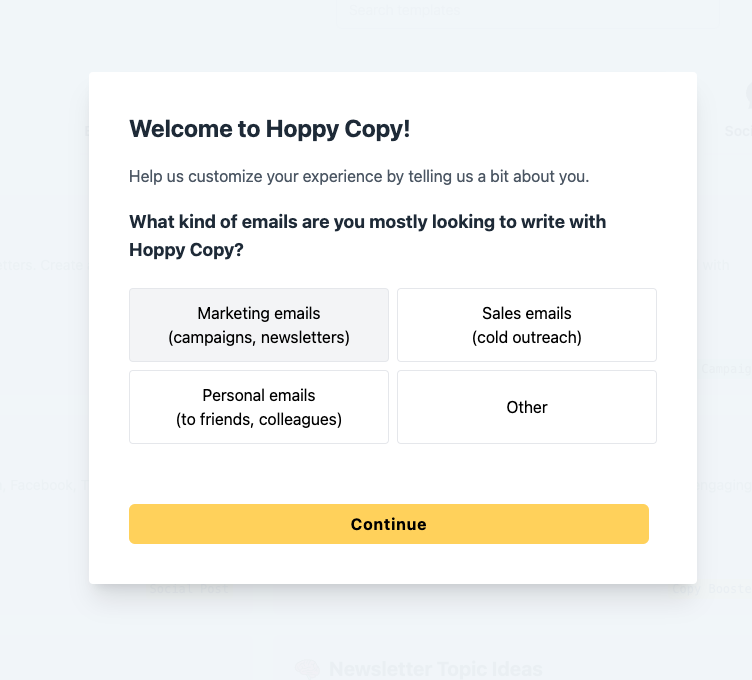 Welcome to Hoppy Copy!
Help us customize your experience by telling us a bit about you.
What kind of emails are you mostly looking to write with
Hoppy Copy?
Marketing emails
(campaigns, newsletters)
Sales emails
(cold outreach)
Personal emails
(to friends, colleagues)
Other
Continue
Social Post
Newsletter Topic Ideas